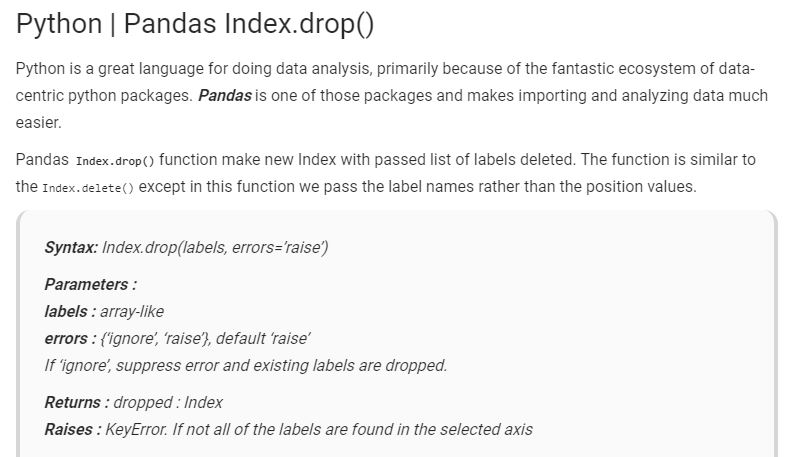 Python | Pandas Index.drop()
Python is a great language for doing data analysis, primarily because of the fantastic ecosystem of data-
centric python packages. Pandas is one of those packages and makes importing and analyzing data much
easier.
Pandas Index.drop() function make new Index with passed list of labels deleted. The function is similar to
the Index.delete() except in this function we pass the label names rather than the position values.
Syntax: Index.drop(labels, errors=’raise’)
Parameters :
labels : array-like
errors : {‘ignore’, ‘raise’}, default ‘raise’
If ‘ignore’, suppress error and existing labels are dropped.
Returns : dropped : Index
Raises : KeyError. If not all of the labels are found in the selected axis